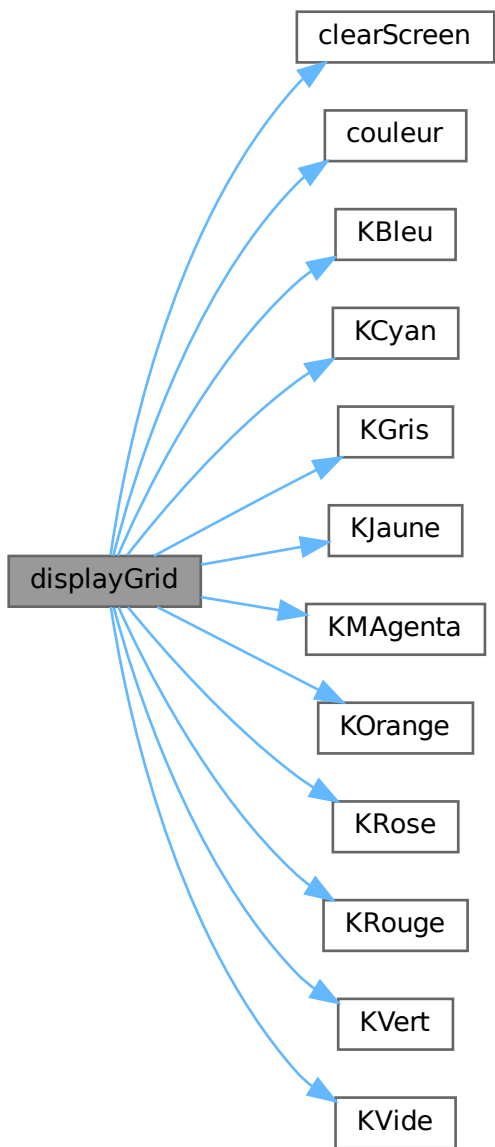 clearScreen
couleur
KBleu
KCyan
KGris
KJaune
displayGrid
KMAgenta
KOrange
KRose
KRouge
KVert
KVide